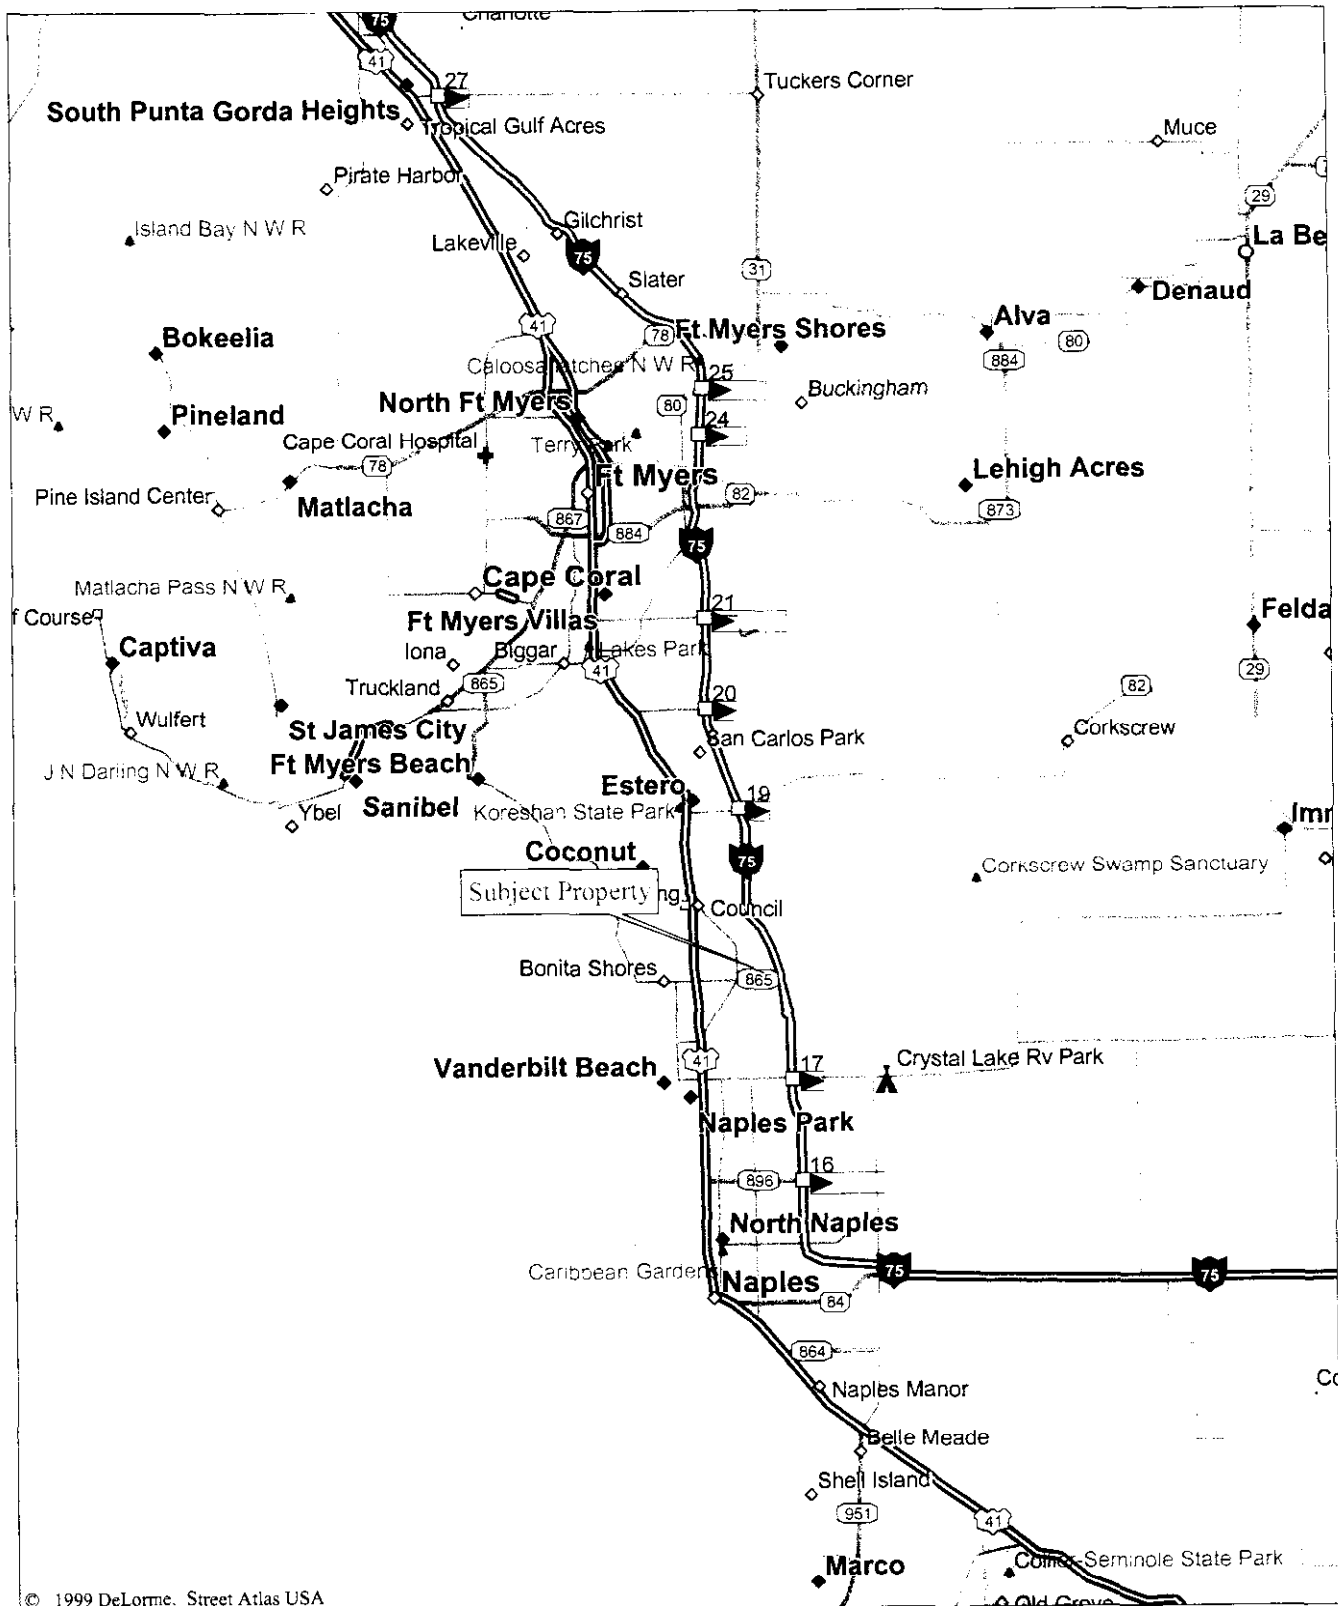 Charlotte
75
41
27
Tuckers Corner
South Punta Gorda Heights
Tropical Gulf Acres
Muce
Pirate Harbor
29
Island Bay N W R
Gilchrist
La Be
Lakeville
75
31
Slater
Denaud
41
78
Ft Myers Shores
Alva
80
Bokeelia
884
Caloosahatchee N W R
25
Buckingham
North Ft Myers
80
W R
Pineland
24
Cape Coral Hospital
Terry Park
78
Ft Myers
Lehigh Acres
Pine Island Center
82
Matlacha
867
884
873
75
Matlacha Pass N W R
Cape Coral
21
f Course
Ft Myers Villas
Felda
Captiva
Iona
Biggar
Lakes Park
41
29
Truckland
865
82
20
Wulfert
St James City
San Carlos Park
Corkscrew
J N Darling N W R
Ft Myers Beach
Estero
19
Ybel
Sanibel
Koreshan State Park
Imm
Coconut
75
Corkscrew Swamp Sanctuary
Subject Property
ng
Council
Bonita Shores
865
Vanderbilt Beach
41
17
Crystal Lake Rv Park
Naples Park
16
896
North Naples
Caribbean Gardens
Naples
75
75
84
864
Naples Manor
Co
Belle Meade
Shell Island
951
41
Marco
Collier-Seminole State Park
Old Grove
© 1999 DeLorme. Street Atlas USA